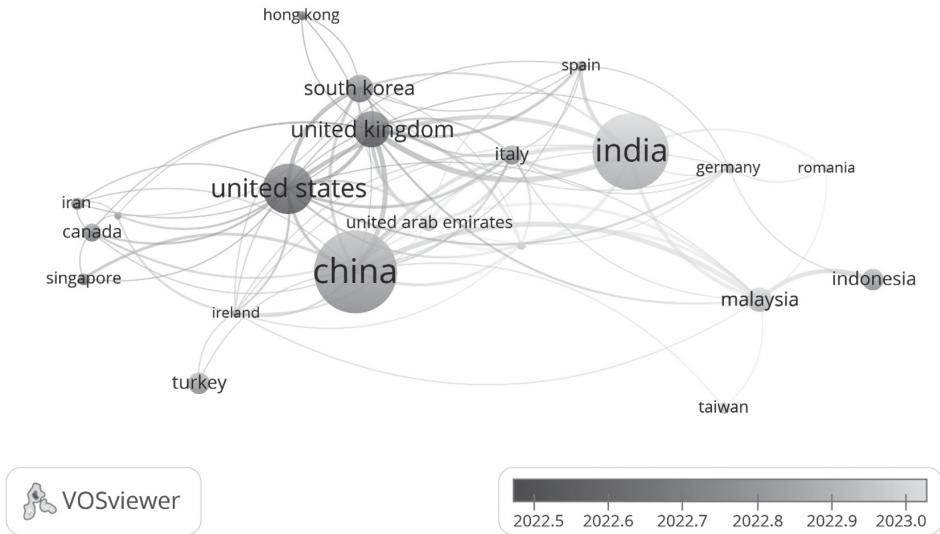 hong kong
spain
south korea
united kingdom
italy
india
germany
romania
united states
iran
united arab emirates
canada
china
singapore
indonesia
malaysia
ireland
turkey
taiwan
VOSviewer
2022.5 2022.6 2022.7 2022.8 2022.9 2023.0